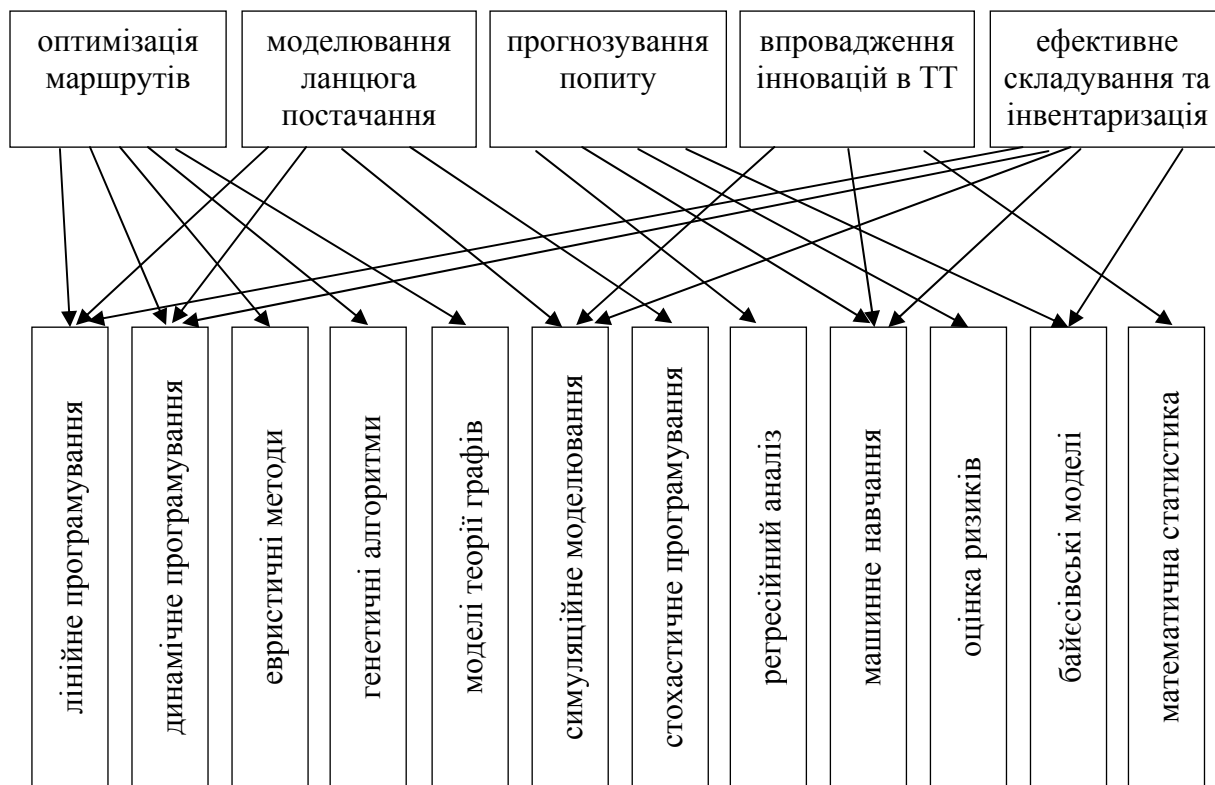 оптимізація
маршрутів
моделювання
ланцюга
постачання
прогнозування
попиту
впровадження
інновацій в ТТ
ефективне
складування та
інвентаризація
лінійне програмування
динамічне програмування
евристичні методи
генетичні алгоритми
моделі теорії графів
симуляційне моделювання
стохастичне програмування
регресійний аналіз
машинне навчання
оцінка ризиків
байєсівські моделі
математична статистика